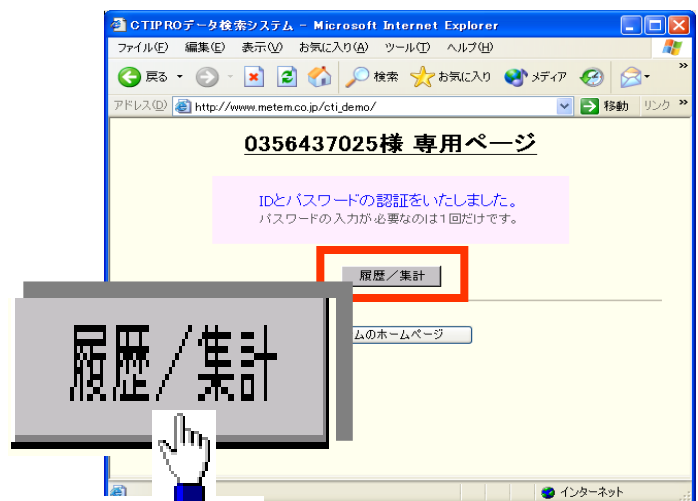 CTIPROデータ検索システム - Microsoft Internet Explorer
ファイル(F) 編集(E) 表示(V) お気に入り(A) ツール(T) ヘルプ(H)
戻る 検索 お気に入り メディア »
アドレス(D) http://www.metem.co.jp/cti_demo/ 移動 リンク »
0356437025様 専用ページ
IDとパスワードの認証をいたしました。
パスワードの入力が必要なのは1回だけです。
履歴／集計
ムのホームページ
履歴／集計
インターネット